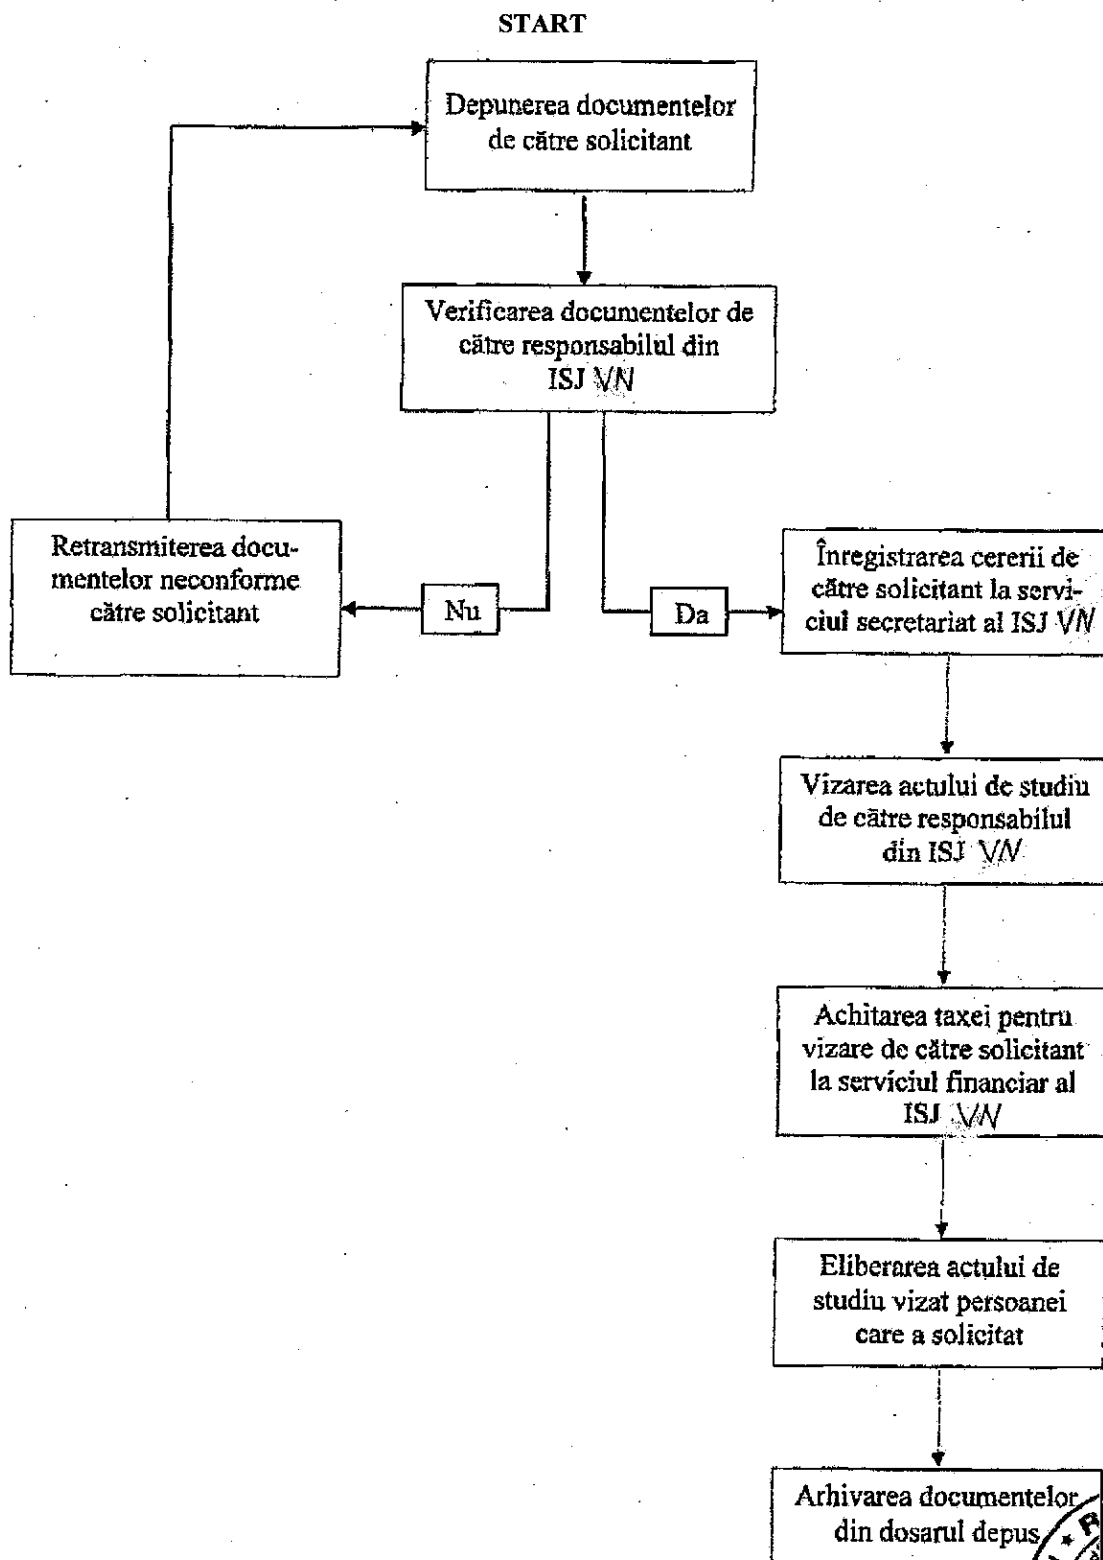 START
Depunerea documentelor
de către solicitant
Verificarea documentelor de
către responsabilul din
ISJ VN
Retransmiterea docu-
mentelor neconforme
către solicitant
Nu
Da
Înregistrarea cererii de
către solicitant la servi-
ciul secretariat al ISJ VN
Vizarea actului de studiu
de către responsabilul
din ISJ VN
Achitarea taxei pentru
vizare de către solicitant
la serviciul financiar al
ISJ VN
Eliberarea actului de
studiu vizat persoanei
care a solicitat
Arhivarea documentelor
din dosarul depus